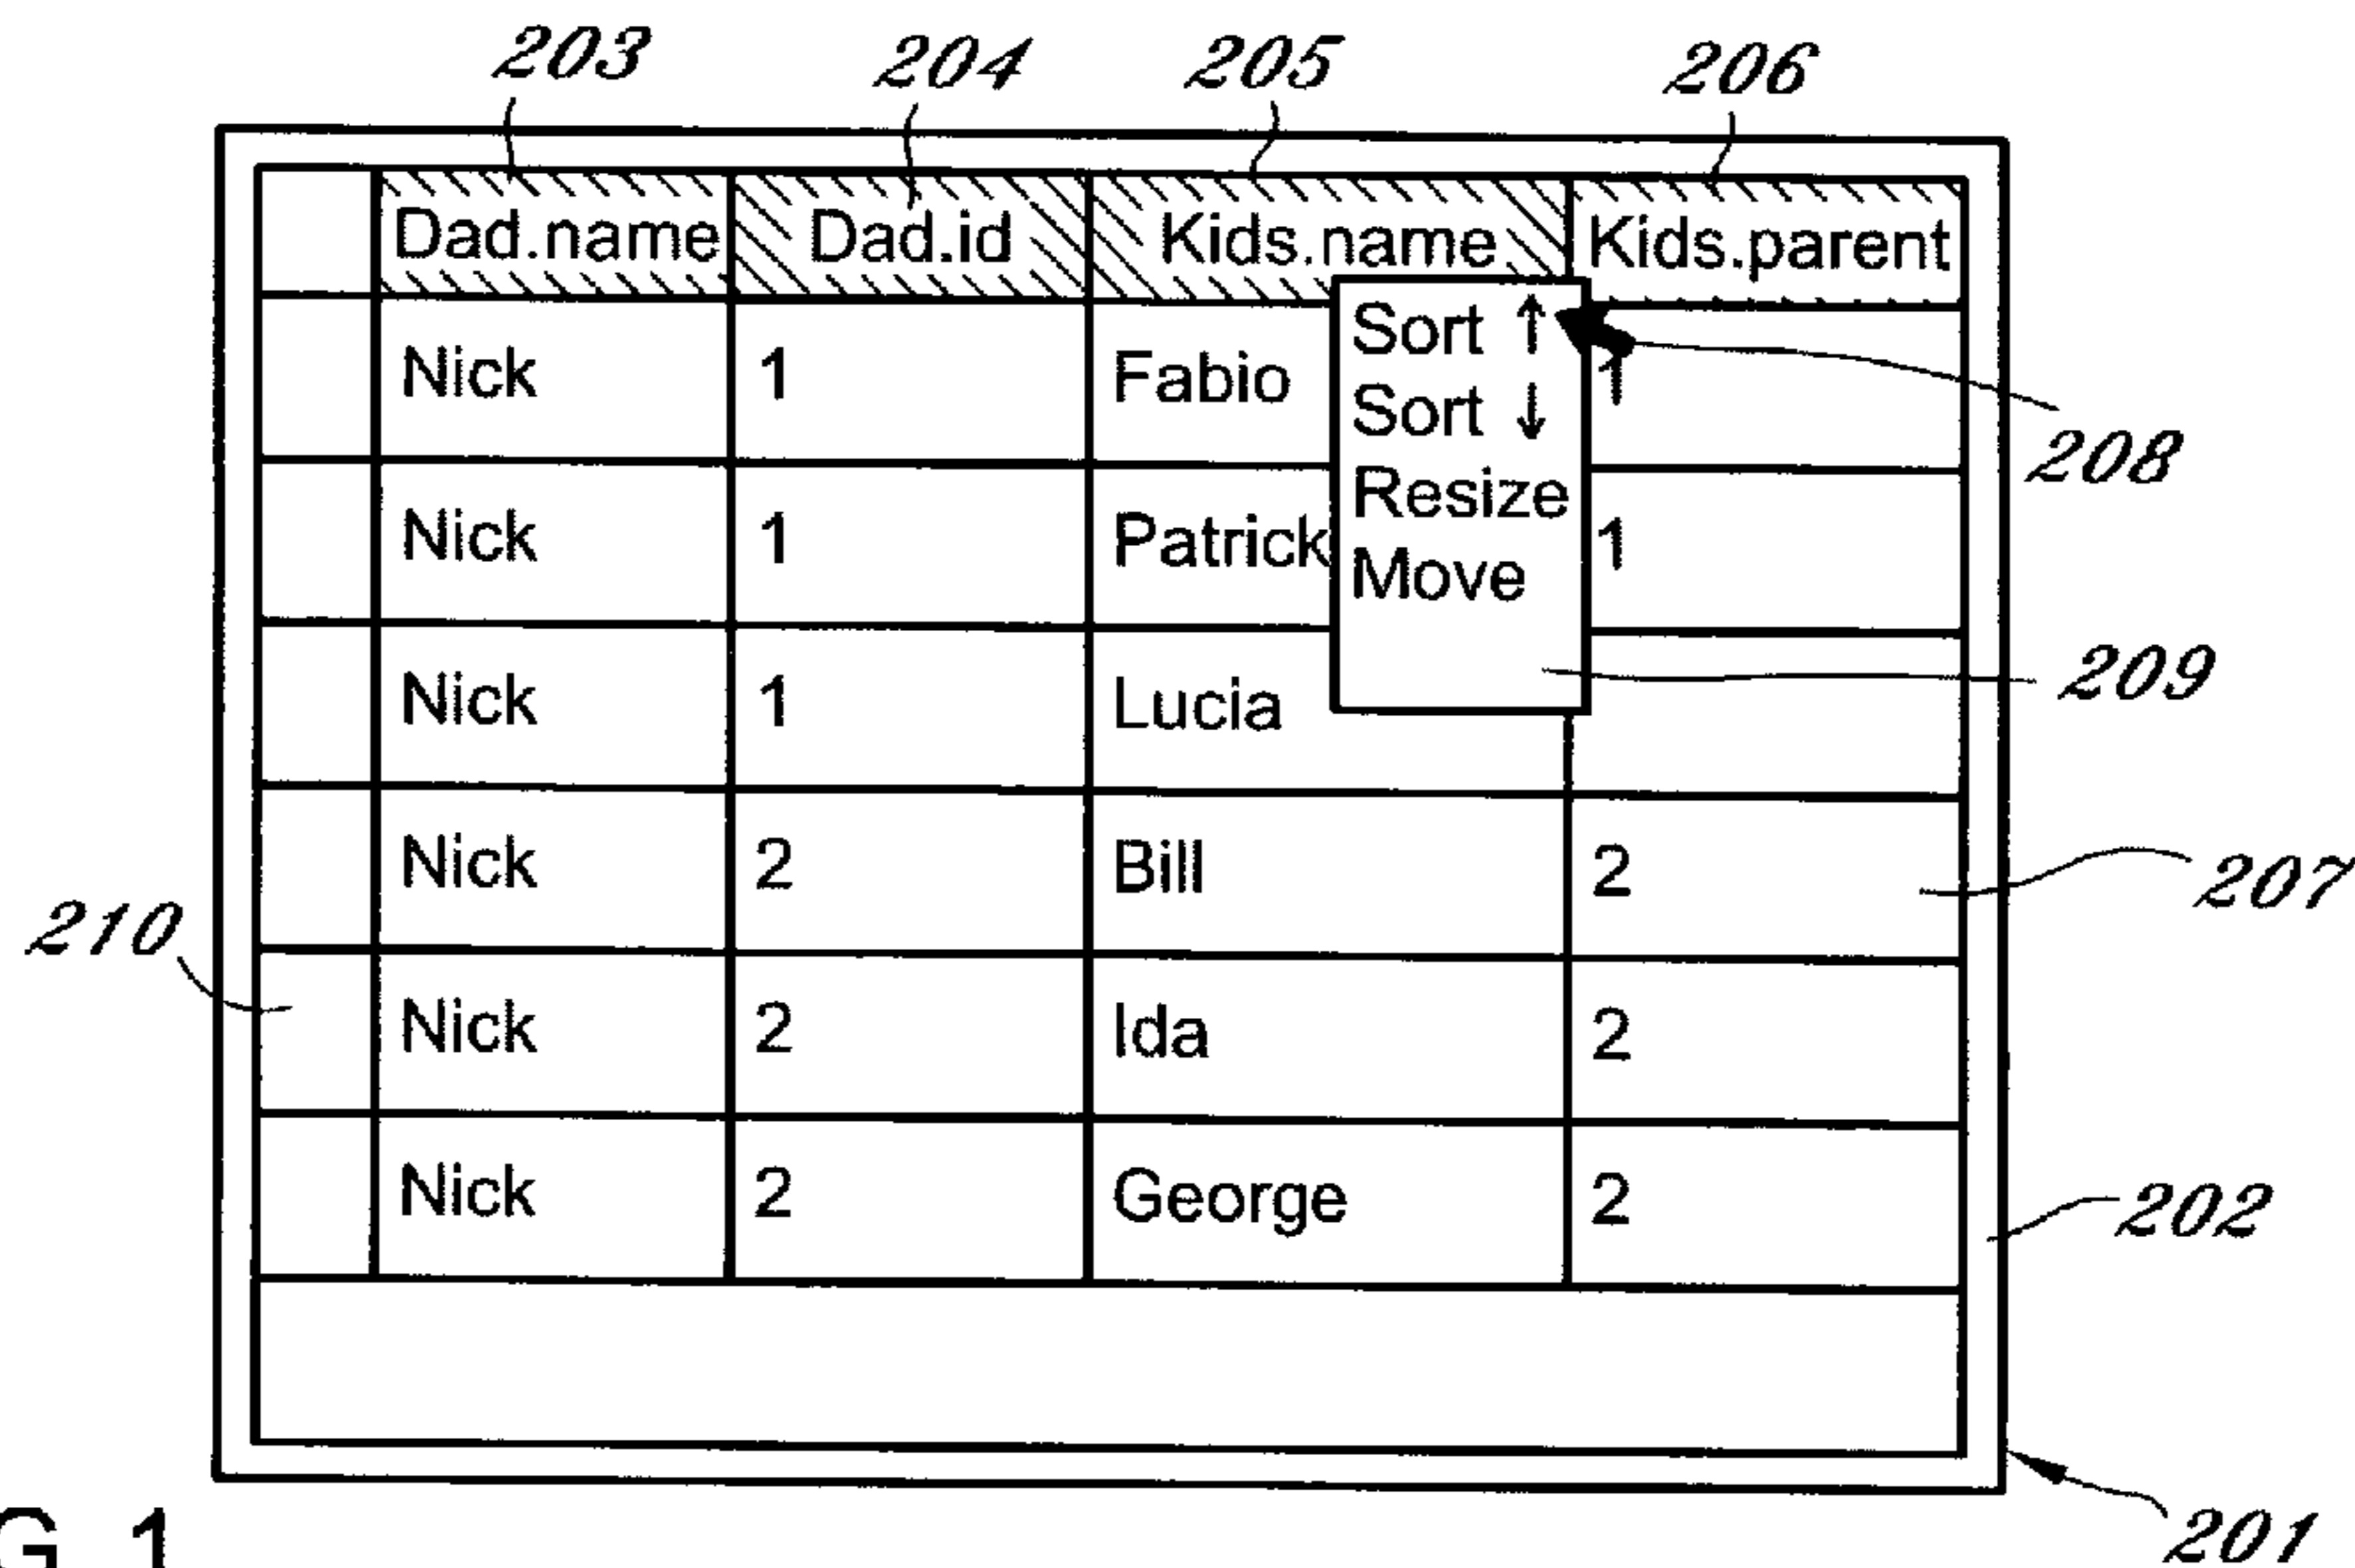 203 204 205 206
Dad.name Dad.id Kids.name Kids.parent
Sort ↑
Nick 1 Fabio 1
Sort ↓
208
Resize
Nick 1 Patrick 1
Move
209
Nick 1 Lucia
Nick 2 Bill 2
207
210
Nick 2 Ida 2
Nick 2 George 2
202
201
G 1